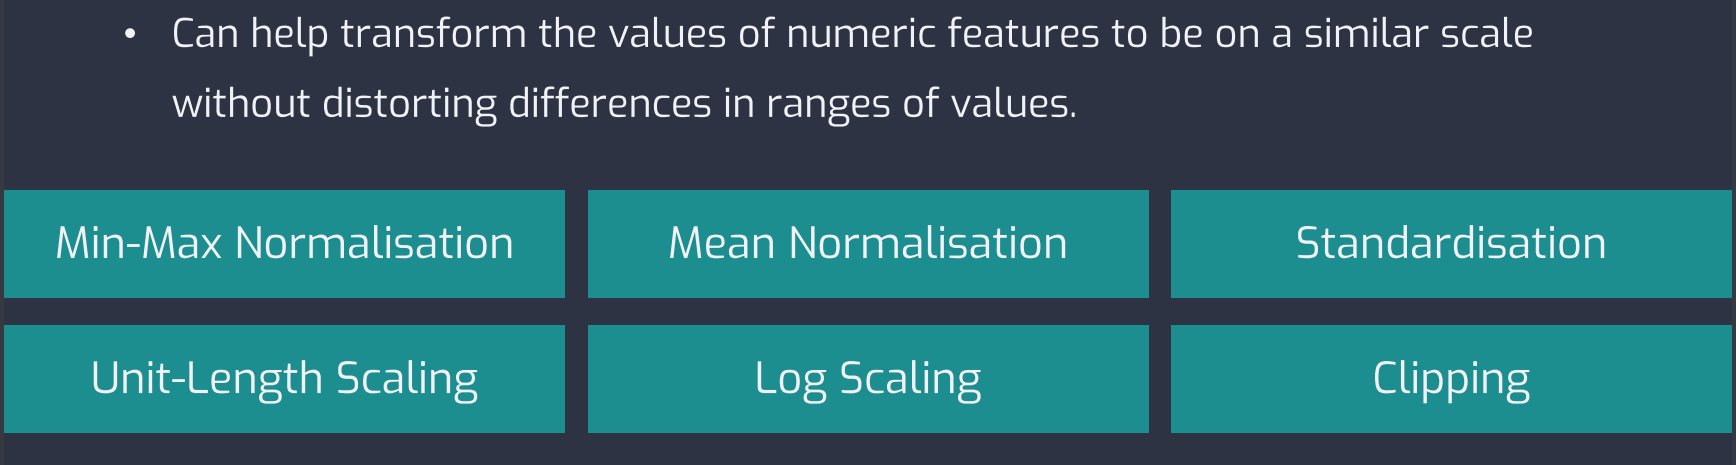 • Can help transform the values of numeric features to be on a similar scale
without distorting differences in ranges of values.
Min-Max Normalisation
Mean Normalisation
Standardisation
Unit-Length Scaling
Log Scaling
Clipping